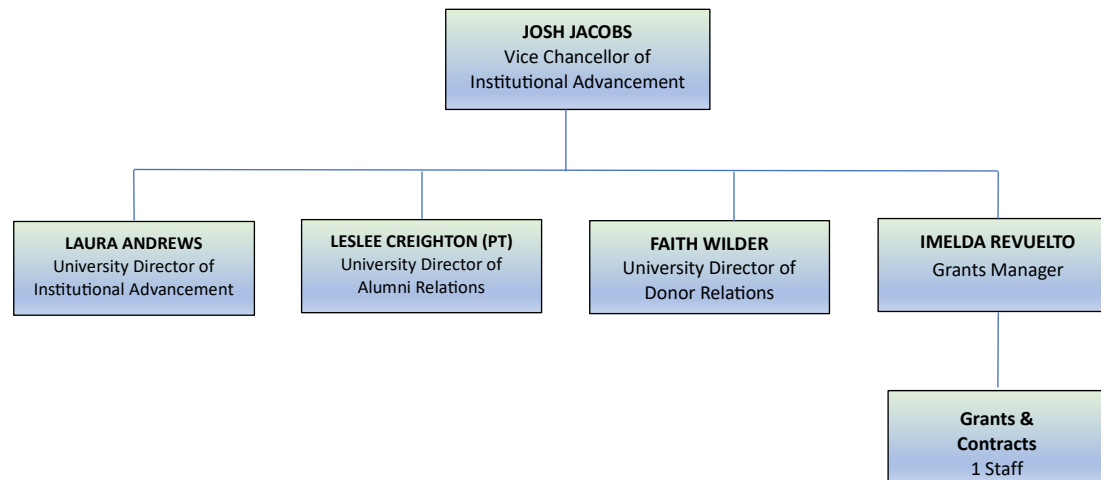 JOSH JACOBS
Vice Chancellor of
Institutional Advancement
LAURA ANDREWS
University Director of
Institutional Advancement
LESLEE CREIGHTON (PT)
University Director of
Alumni Relations
FAITH WILDER
University Director of
Donor Relations
IMELDA REVUELTO
Grants Manager
Grants &
Contracts
1 Staff